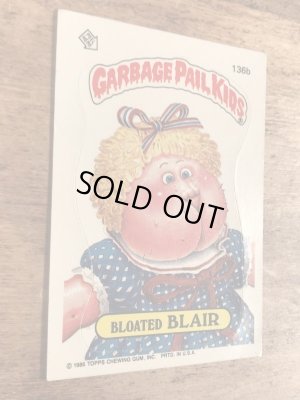 136b
GARBAGE PAIL KIDS
SOLD OUT
BLOATED BLAIR
© 1986 TOPPS CHEWING GUM, INC. PRTD. IN U.S.A.